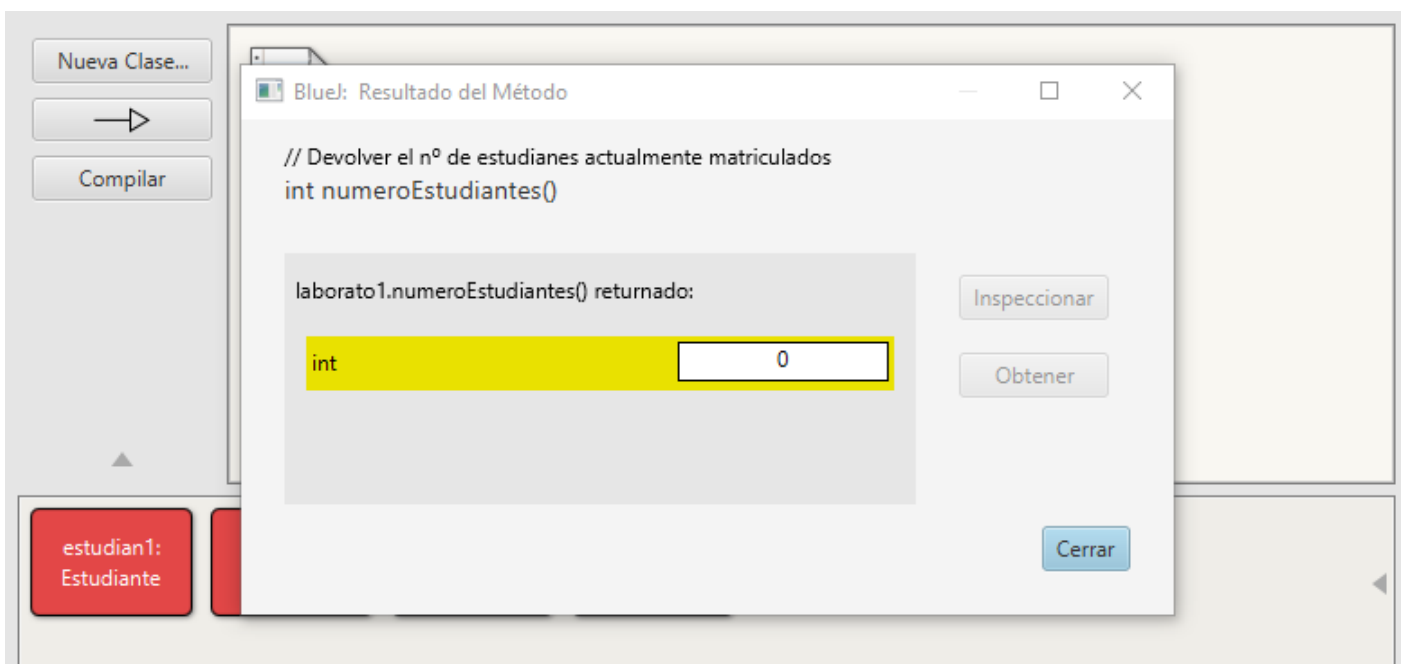 Nueva Clase...
Compilar
BlueJ: Resultado del Método
// Devolver el nº de estudianes actualmente matriculados
int numeroEstudiantes()
laborato1.numeroEstudiantes() returnado:
int
0
Inspeccionar
Obtener
Cerrar
estudian1:
Estudiante